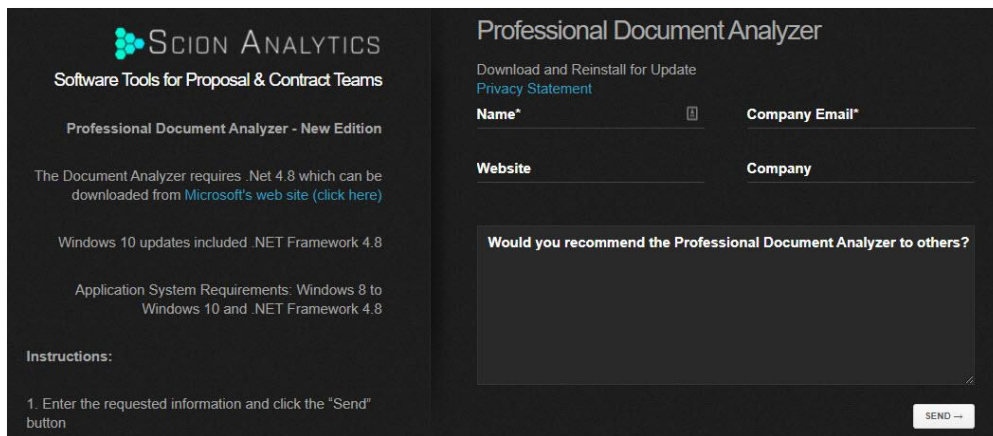 SCION ANALYTICS
Software Tools for Proposal & Contract Teams
Professional Document Analyzer - New Edition
The Document Analyzer requires .Net 4.8 which can be
downloaded from Microsoft's web site (click here)
Windows 10 updates included .NET Framework 4.8
Application System Requirements: Windows 8 to
Windows 10 and .NET Framework 4.8
Instructions:
1. Enter the requested information and click the “Send”
button
Professional Document Analyzer
Download and Reinstall for Update
Privacy Statement
Name*
Company Email*
Website
Company
Would you recommend the Professional Document Analyzer to others?
SEND →